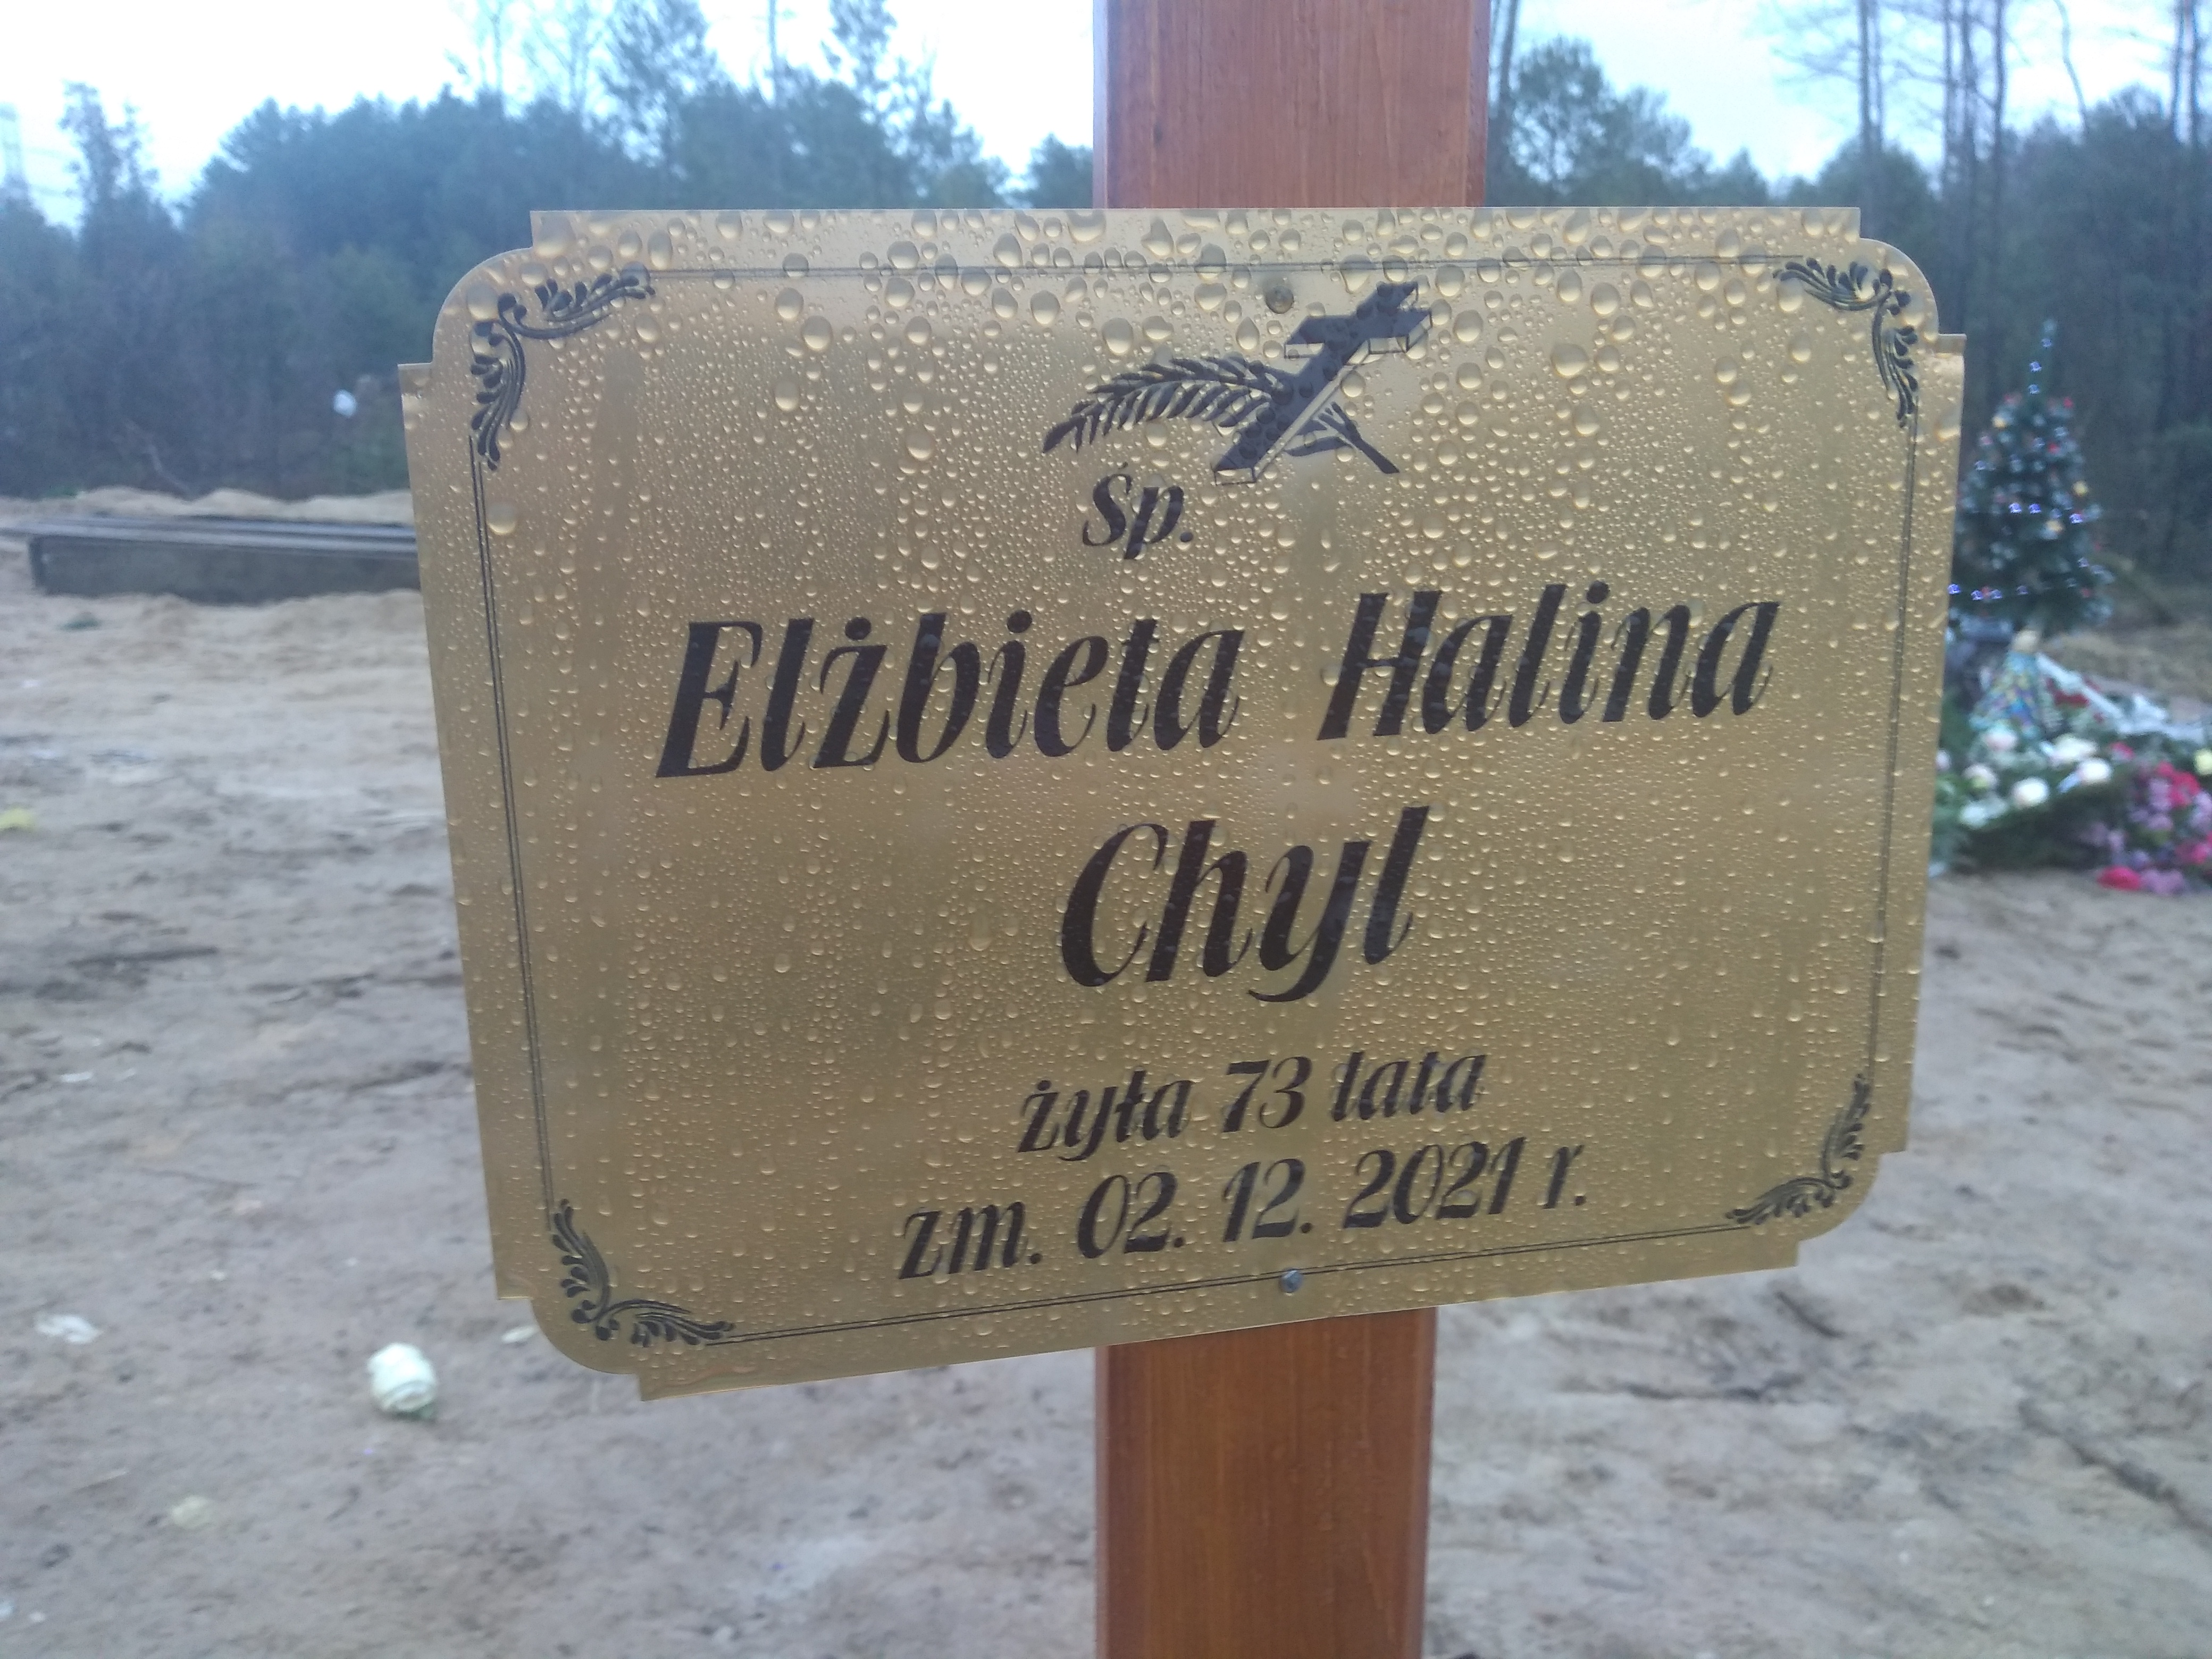 Śp.
Elżbieta Halina
Chyl
żyła 73 lata
zm. 02. 12. 2021 r.